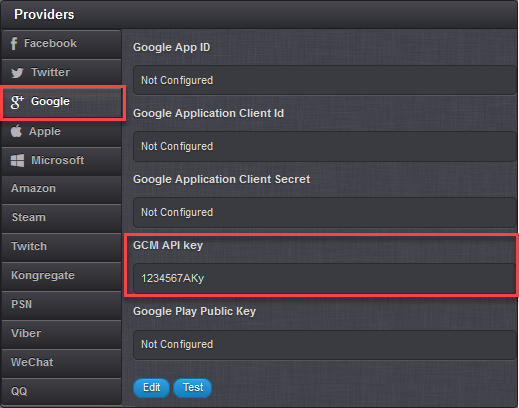 Providers
Facebook
Twitter
g+ Google
Apple
Microsoft
Amazon
Steam
Twitch
Kongregate
PSN
Viber
WeChat
QQ
Google App ID
Not Configured
Google Application Client Id
Not Configured
Google Application Client Secret
Not Configured
GCM API key
1234567AKy
Google Play Public Key
Not Configured
Edit Test